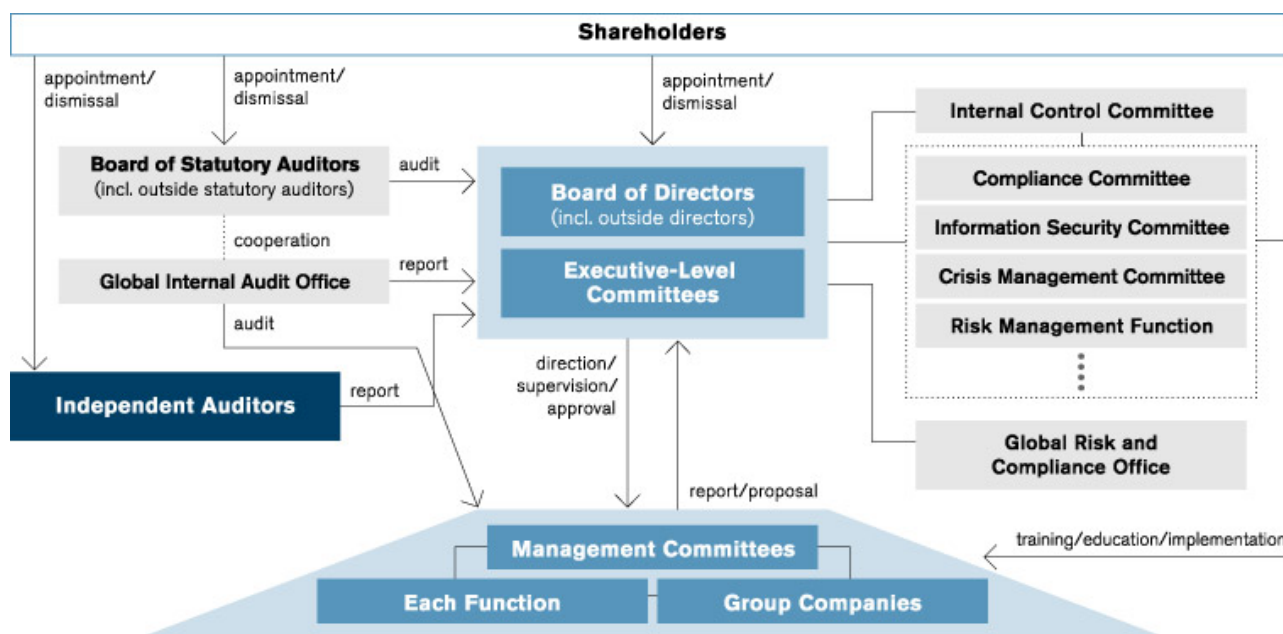 Shareholders
appointment/
dismissal
appointment/
dismissal
appointment/
dismissal
Board of Statutory Auditors
(incl. outside statutory auditors)
audit
cooperation
Global Internal Audit Office
report
audit
Independent Auditors
report
Board of Directors
(incl. outside directors)
Executive-Level
Committees
direction/
supervision/
approval
report/proposal
Internal Control Committee
Compliance Committee
Information Security Committee
Crisis Management Committee
Risk Management Function
Global Risk and
Compliance Office
training/education/implementation
Management Committees
Each Function
Group Companies